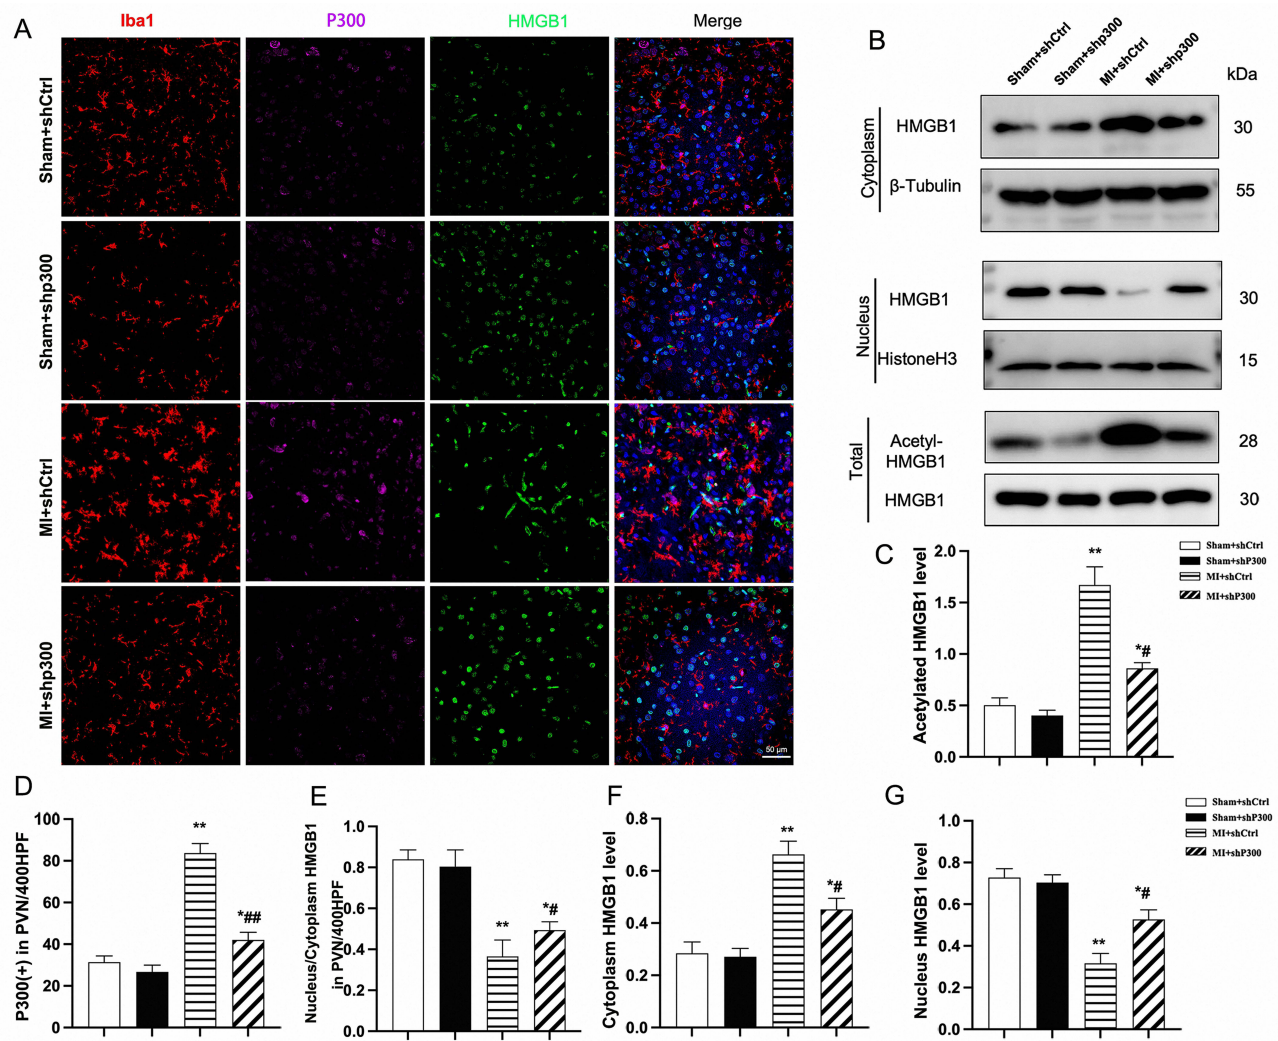 A
Iba1
P300
HMGB1
Merge
Sham+shCtrl
Sham+shp300
MI+shCtrl
MI+shp300
50 μm
B
Sham+shCtrl
Sham+shp300
MI+shCtrl
MI+shp300
kDa
Cytoplasm
HMGB1
30
β-Tubulin
55
Nucleus
HMGB1
30
HistoneH3
15
Total
Acetyl-
HMGB1
28
HMGB1
30
C
Acetylated HMGB1 level
2.0
1.5
1.0
0.5
0.0
**
*#
Sham+shCtrl
Sham+shP300
MI+shCtrl
MI+shP300
D
P300(+) in PVN/400HPF
100
80
60
40
20
0
**
*##
E
Nucleus/Cytoplasm HMGB1
in PVN/400HPF
1.0
0.8
0.6
0.4
0.2
0.0
**
*#
F
Cytoplasm HMGB1 level
0.8
0.6
0.4
0.2
0.0
**
*#
G
Nucleus HMGB1 level
1.0
0.8
0.6
0.4
0.2
0.0
**
*#
Sham+shCtrl
Sham+shP300
MI+shCtrl
MI+shP300